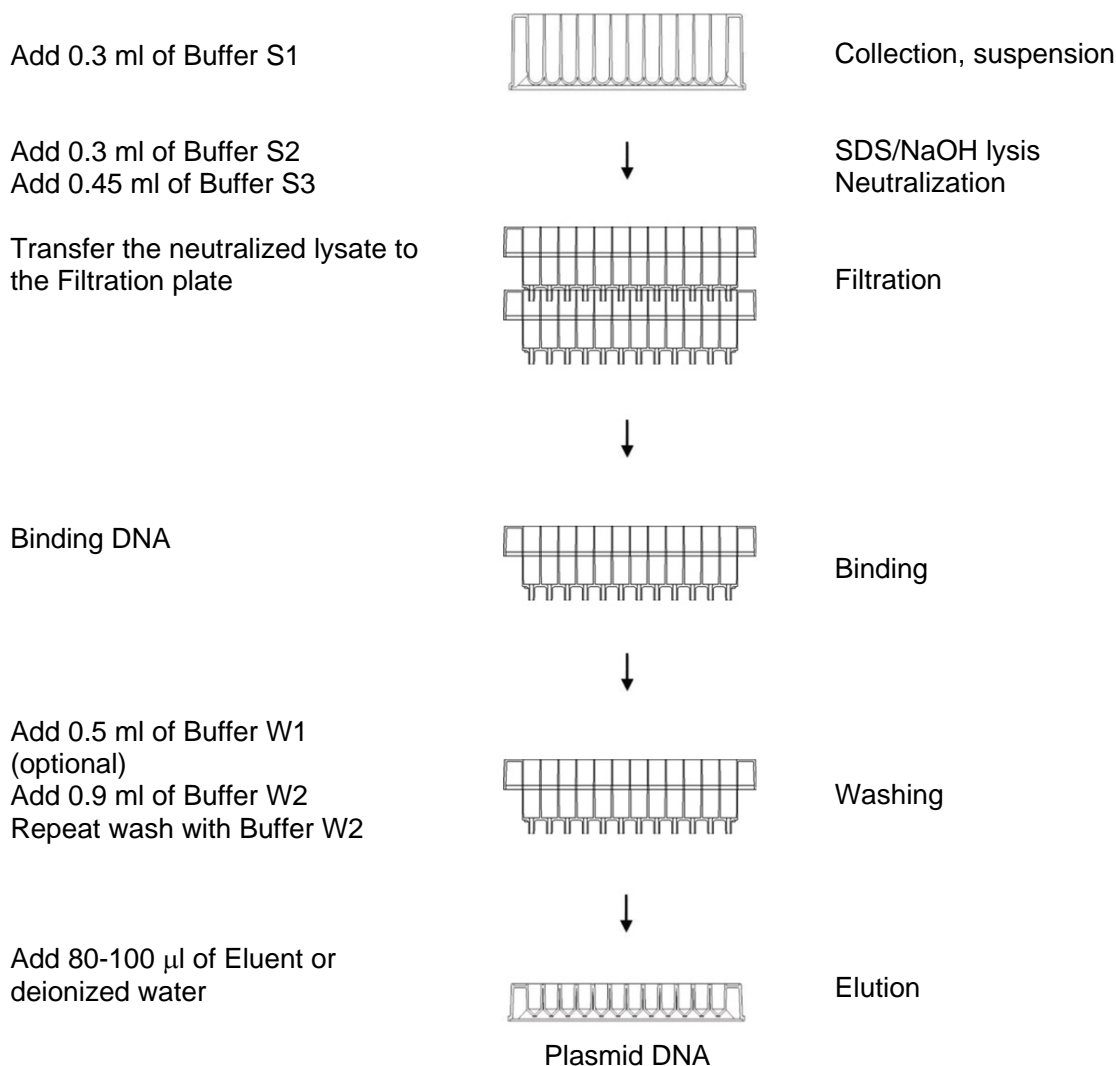 Add 0.3 ml of Buffer S1
Collection, suspension
Add 0.3 ml of Buffer S2
Add 0.45 ml of Buffer S3
SDS/NaOH lysis
Neutralization
Transfer the neutralized lysate to
the Filtration plate
Filtration
Binding DNA
Binding
Add 0.5 ml of Buffer W1
(optional)
Add 0.9 ml of Buffer W2
Repeat wash with Buffer W2
Washing
Add 80-100 μl of Eluent or
deionized water
Elution
Plasmid DNA